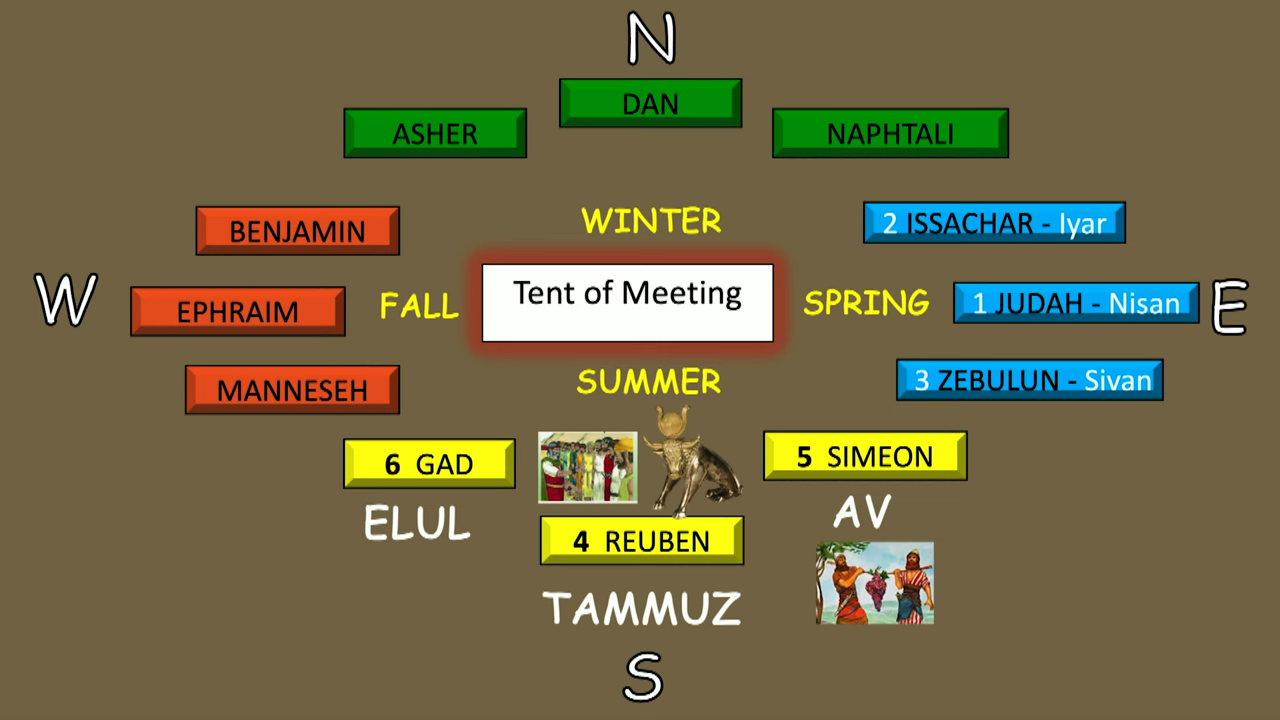 N
DAN
ASHER
NAPHTALI
BENJAMIN
WINTER
2 ISSACHAR - Iyar
W
EPHRAIM
FALL
Tent of Meeting
SPRING
1 JUDAH - Nisan
E
MANNESEH
SUMMER
3 ZEBULUN - Sivan
6 GAD
5 SIMEON
ELUL
AV
4 REUBEN
TAMMUZ
S